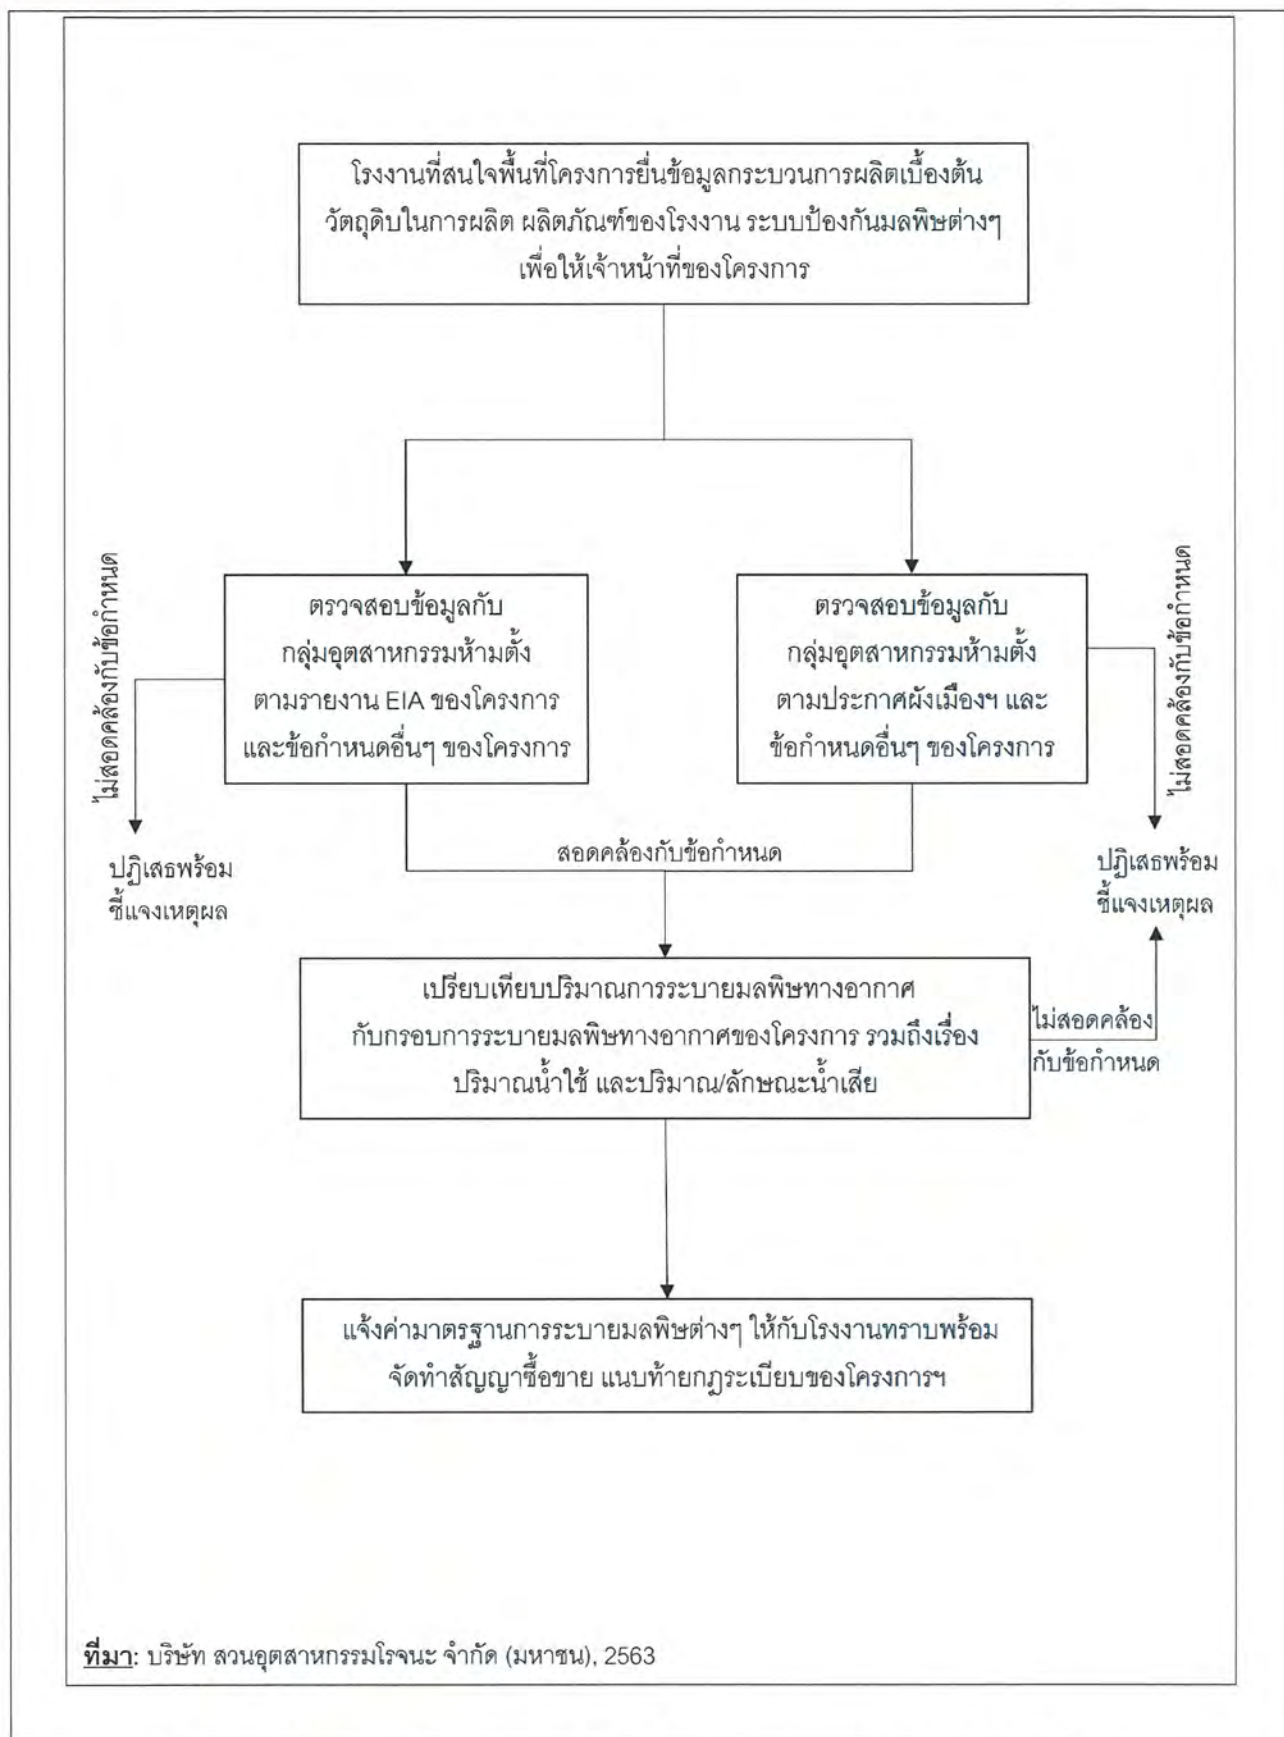 โรงงานที่สนใจพื้นที่โครงการยื่นข้อมูลกระบวนการผลิตเบื้องต้น
วัตถุดิบในการผลิต ผลิตภัณฑ์ของโรงงาน ระบบป้องกันมลพิษต่างๆ
เพื่อให้เจ้าหน้าที่ของโครงการ
ไม่สอดคล้องกับข้อกำหนด
ตรวจสอบข้อมูลกับ
กลุ่มอุตสาหกรรมห้ามตั้ง
ตามรายงาน EIA ของโครงการ
และข้อกำหนดอื่นๆ ของโครงการ
ตรวจสอบข้อมูลกับ
กลุ่มอุตสาหกรรมห้ามตั้ง
ตามประกาศผังเมืองฯ และ
ข้อกำหนดอื่นๆ ของโครงการ
ไม่สอดคล้องกับข้อกำหนด
สอดคล้องกับข้อกำหนด
ปฏิเสธพร้อม
ชี้แจงเหตุผล
ปฏิเสธพร้อม
ชี้แจงเหตุผล
เปรียบเทียบปริมาณการระบายมลพิษทางอากาศ
กับกรอบการระบายมลพิษทางอากาศของโครงการ รวมถึงเรื่อง
ปริมาณน้ำใช้ และปริมาณ/ลักษณะน้ำเสีย
ไม่สอดคล้อง
กับข้อกำหนด
แจ้งค่ามาตรฐานการระบายมลพิษต่างๆ ให้กับโรงงานทราบพร้อม
จัดทำสัญญาซื้อขาย แนบท้ายกฎระเบียบของโครงการฯ
ที่มา: บริษัท สวนอุตสาหกรรมโรจนะ จำกัด (มหาชน), 2563